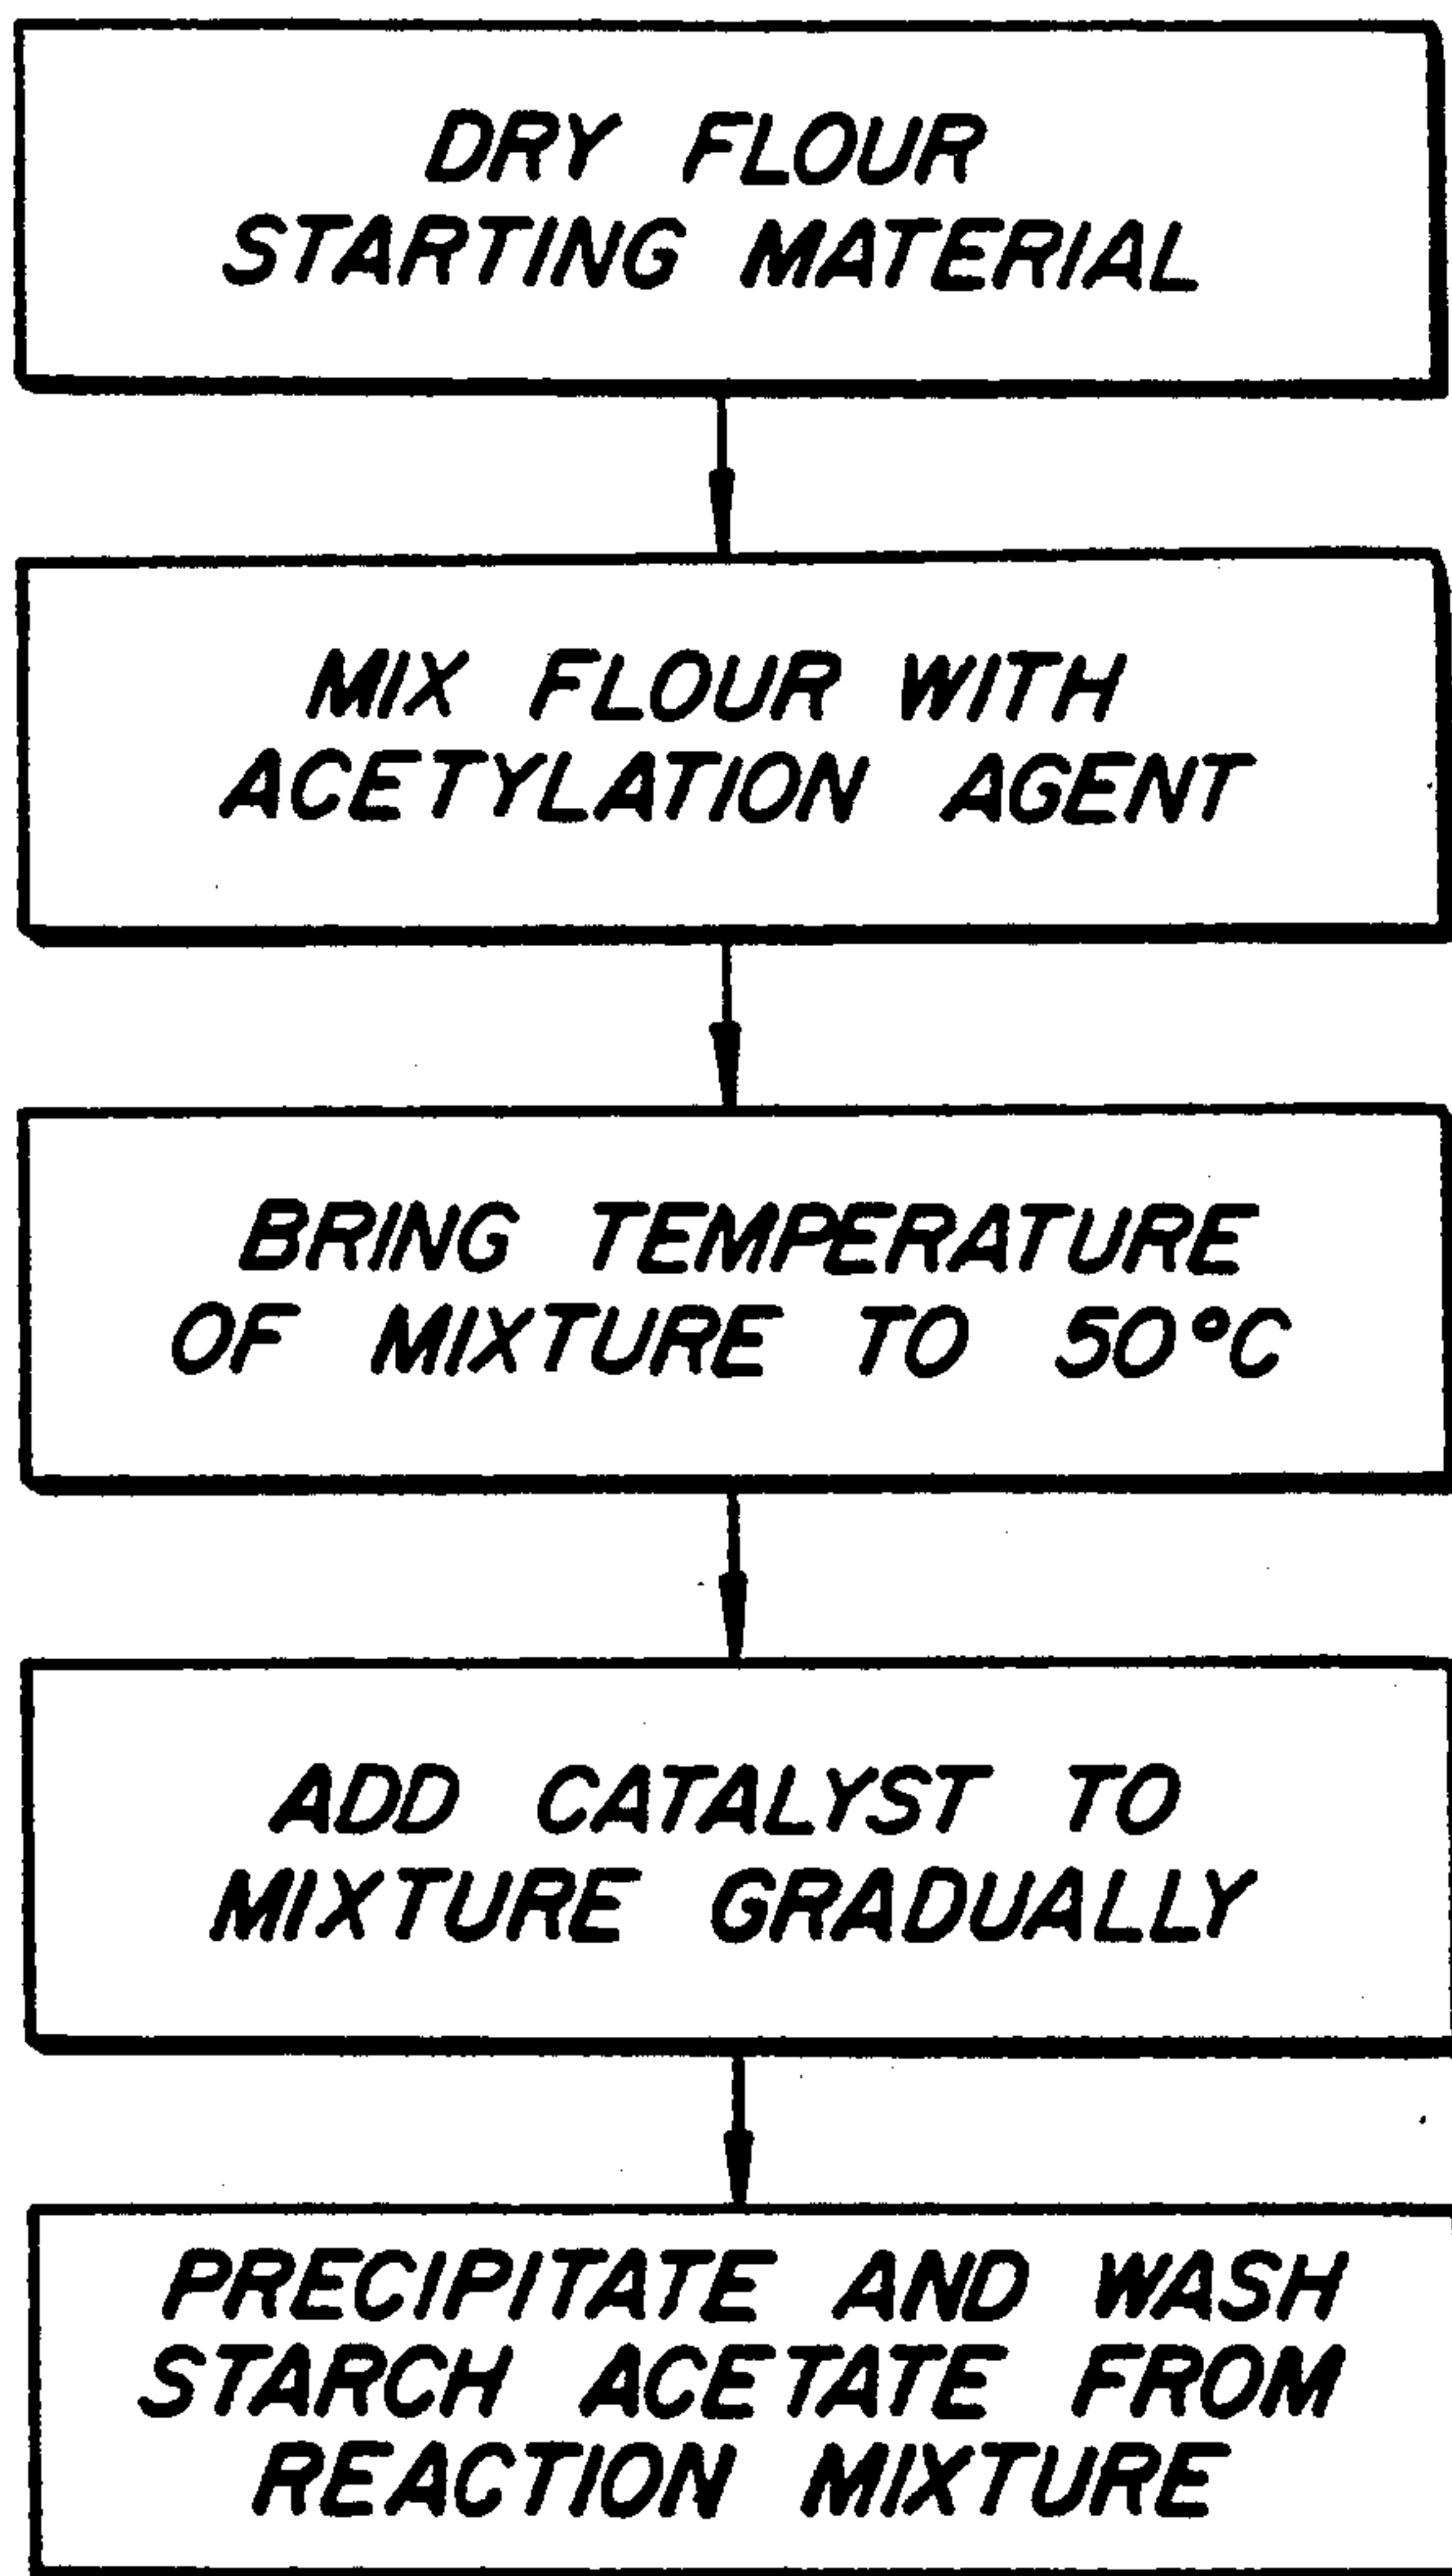 DRY FLOUR
STARTING MATERIAL
MIX FLOUR WITH
ACETYLATION AGENT
BRING TEMPERATURE
OF MIXTURE TO 50°C
ADD CATALYST TO
MIXTURE GRADUALLY
PRECIPITATE AND WASH
STARCH ACETATE FROM
REACTION MIXTURE